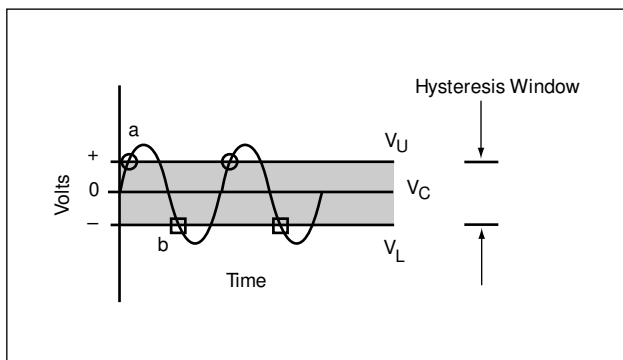 Hysteresis Window
a
V_U
+
0
V_C
Volts
–
b
V_L
Time